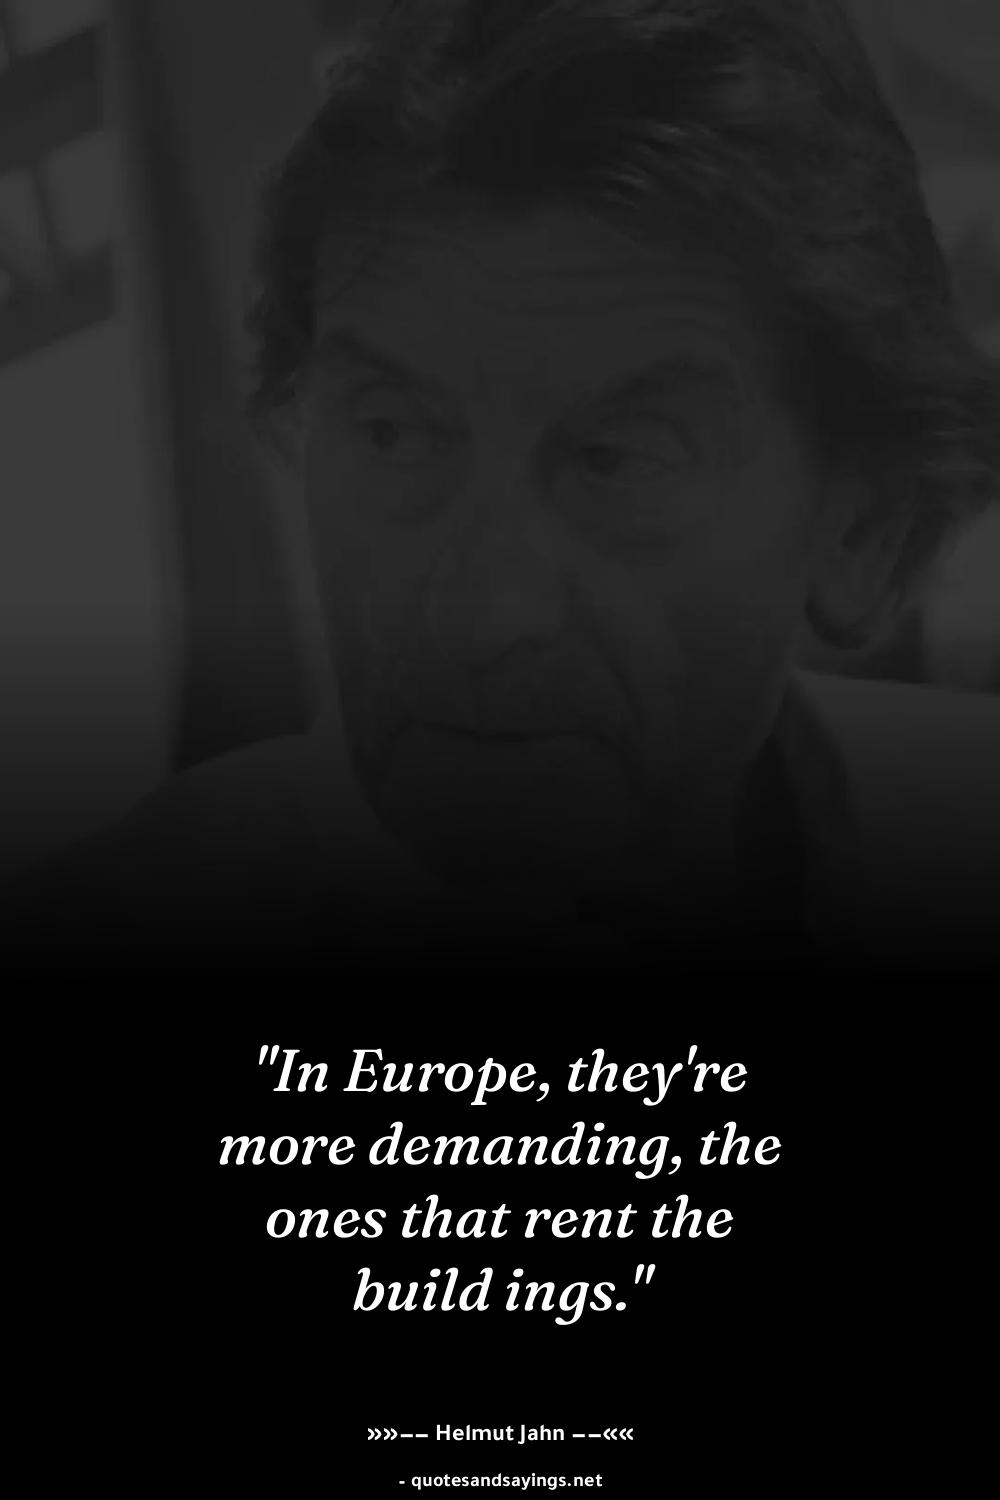 "In Europe, they're
more demanding, the
ones that rent the
build ings."
»»−− Helmut Jahn −−««
- quotesandsayings.net